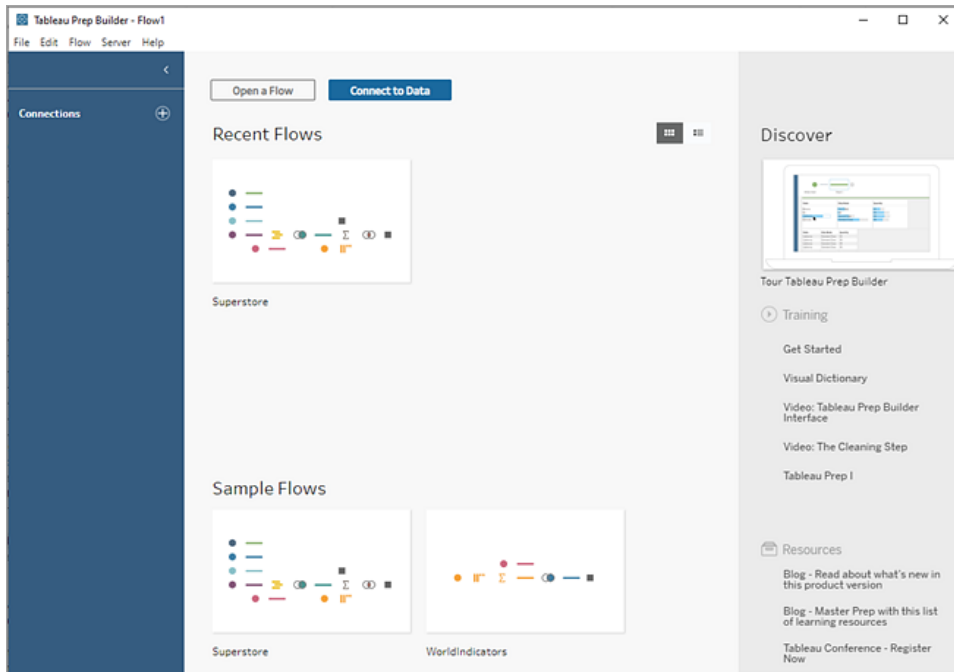 Tableau Prep Builder - Flow1
File Edit Flow Server Help
Connections
Open a Flow
Connect to Data
Recent Flows
Superstore
Sample Flows
Superstore
WorldIndicators
Discover
Tour Tableau Prep Builder
Training
Get Started
Visual Dictionary
Video: Tableau Prep Builder
Interface
Video: The Cleaning Step
Tableau Prep I
Resources
Blog - Read about what's new in
this product version
Blog - Master Prep with this list
of learning resources
Tableau Conference - Register
Now